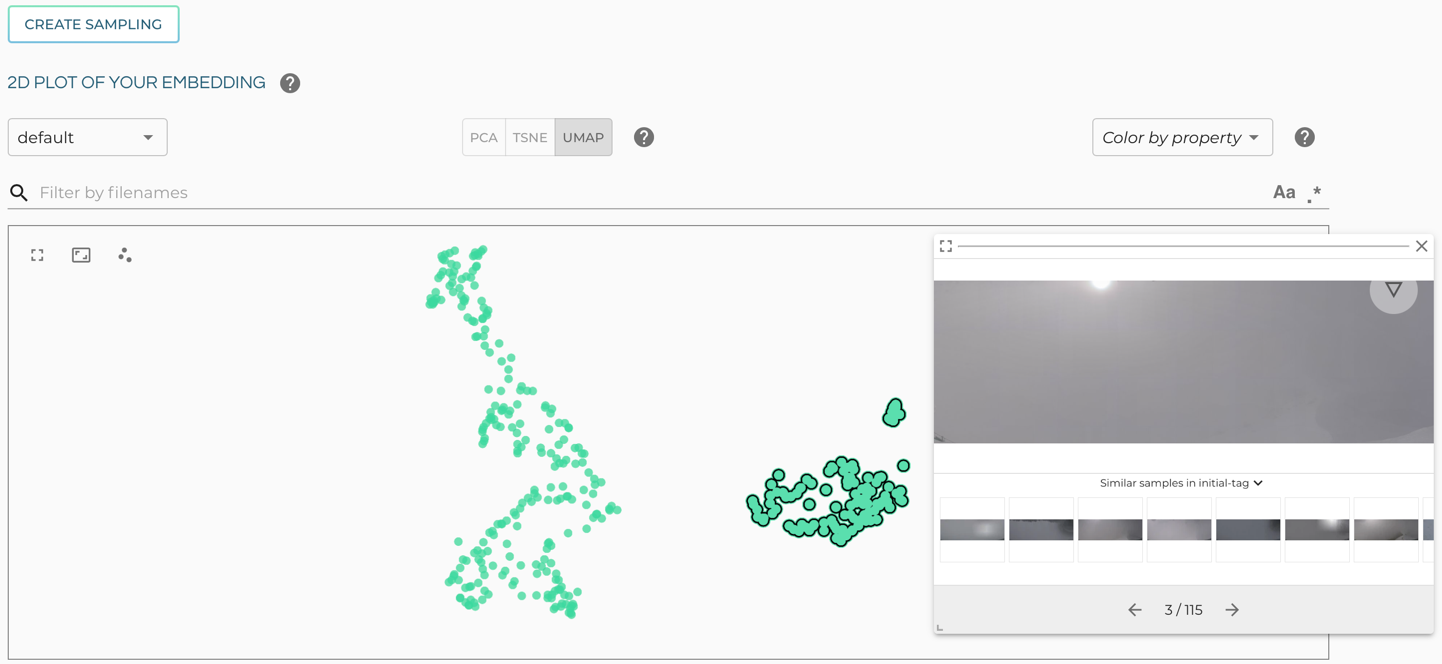 CREATE SAMPLING
2D PLOT OF YOUR EMBEDDING ?
default
PCA TSNE UMAP ?
Color by property ?
Filter by filenames
Aa .*
Similar samples in initial-tag
3 / 115